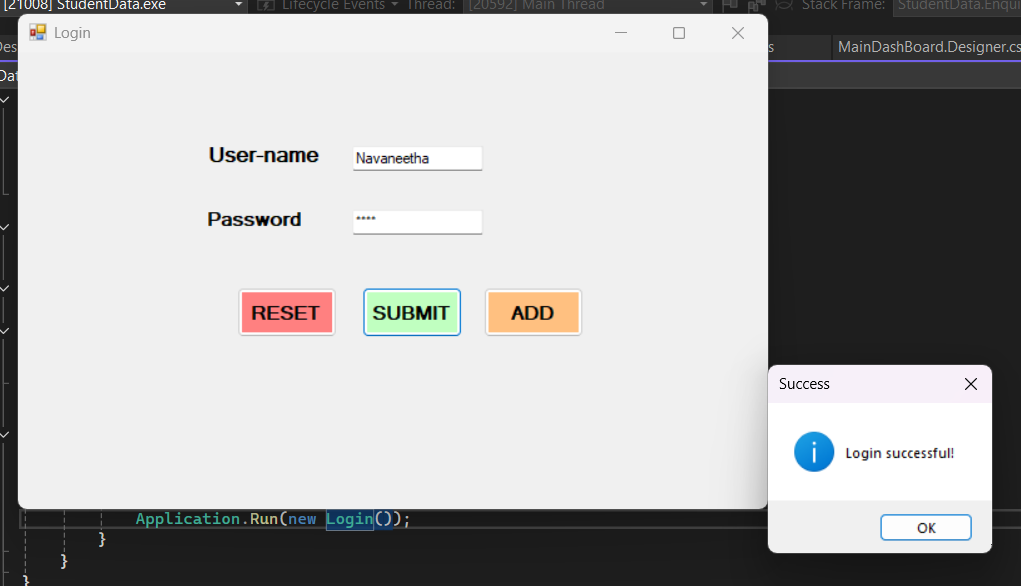 [21008] StudentData.exe
Lifecycle Events
Thread:
[20592] Main Thread
Stack Frame:
StudentData.Enqui
Login
Des
s
MainDashBoard.Designer.cs
Dat
User-name
Navaneetha
Password
****
RESET
SUBMIT
ADD
Success
Login successful!
OK
Application.Run(new Login());
}
}
}